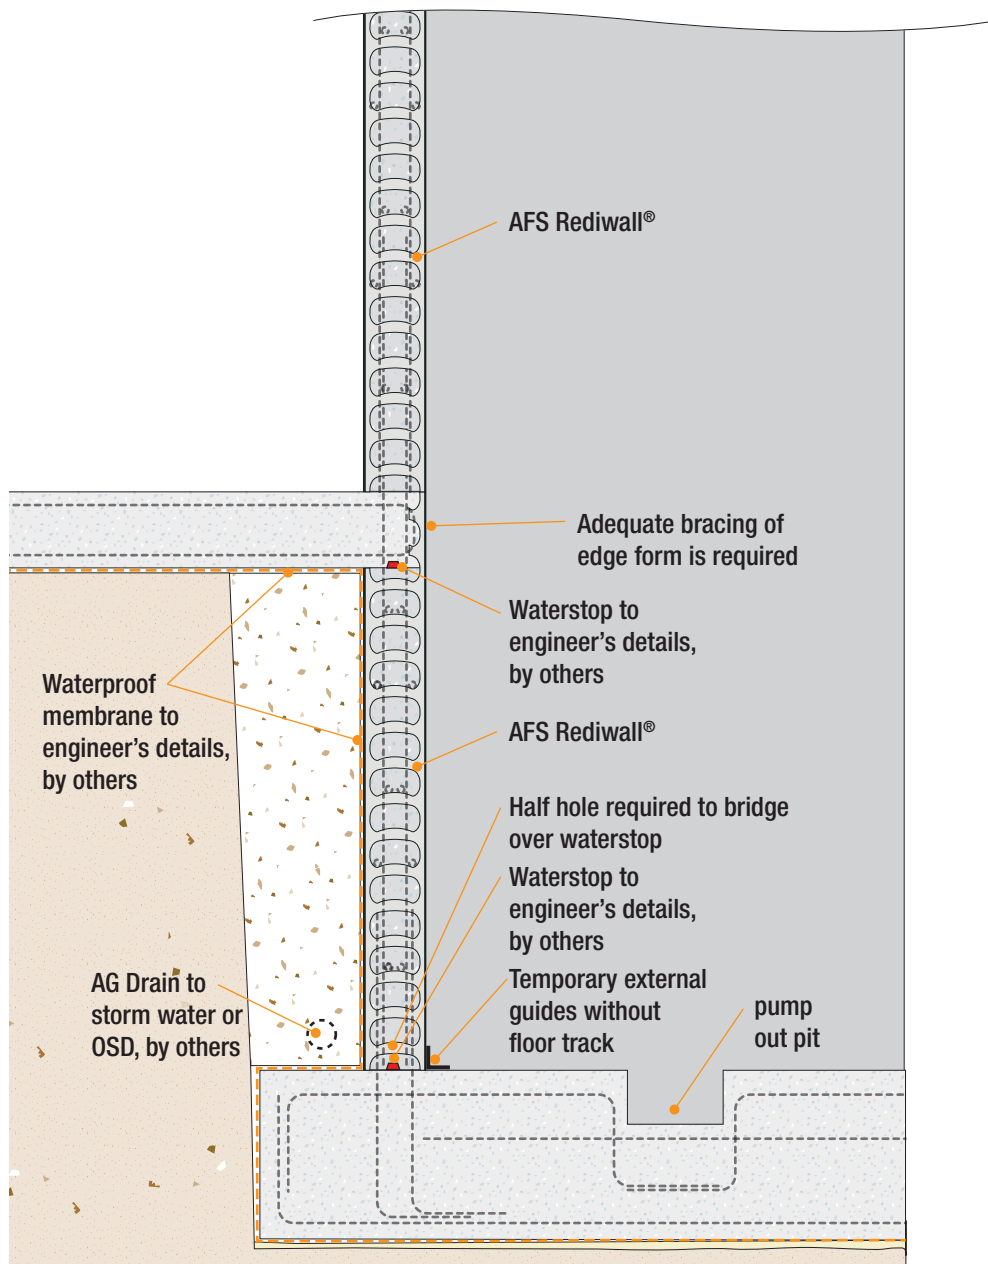 AFS Rediwall®
Adequate bracing of
edge form is required
Waterstop to
engineer’s details,
by others
Waterproof
membrane to
engineer’s details,
by others
AFS Rediwall®
Half hole required to bridge
over waterstop
Waterstop to
engineer’s details,
by others
AG Drain to
storm water or
OSD, by others
Temporary external
guides without
floor track
pump
out pit